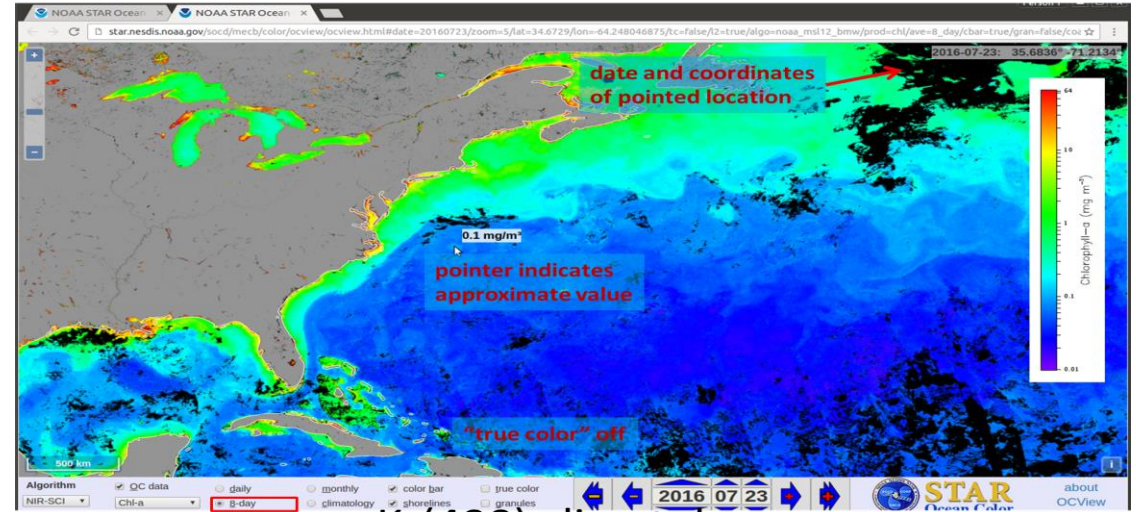 NOAA STAR Ocean
NOAA STAR Ocean
star.nesdis.noaa.gov/socd/mecb/color/ocview/ocview.html#date=20160723/zoom=5/lat=34.6729/lon=-64.248046875/tc=false/l2=true/algo=noaa_msl12_bmw/prod=chl/ave=8_day/cbar=true/gran=false/coa
2016-07-23: 35.6836° -71.2134°
date and coordinates
of pointed location
64
10
1
0.1
0.01
Chlorophyll-a (mg m⁻³)
0.1 mg/m³
pointer indicates
approximate value
"true color" off
500 km
i
Algorithm
NIR-SCI
OC data
Chl-a
daily
8-day
monthly
climatology
color bar
shorelines
true color
granules
2016 07 23
STAR
Ocean Color
about
OCView